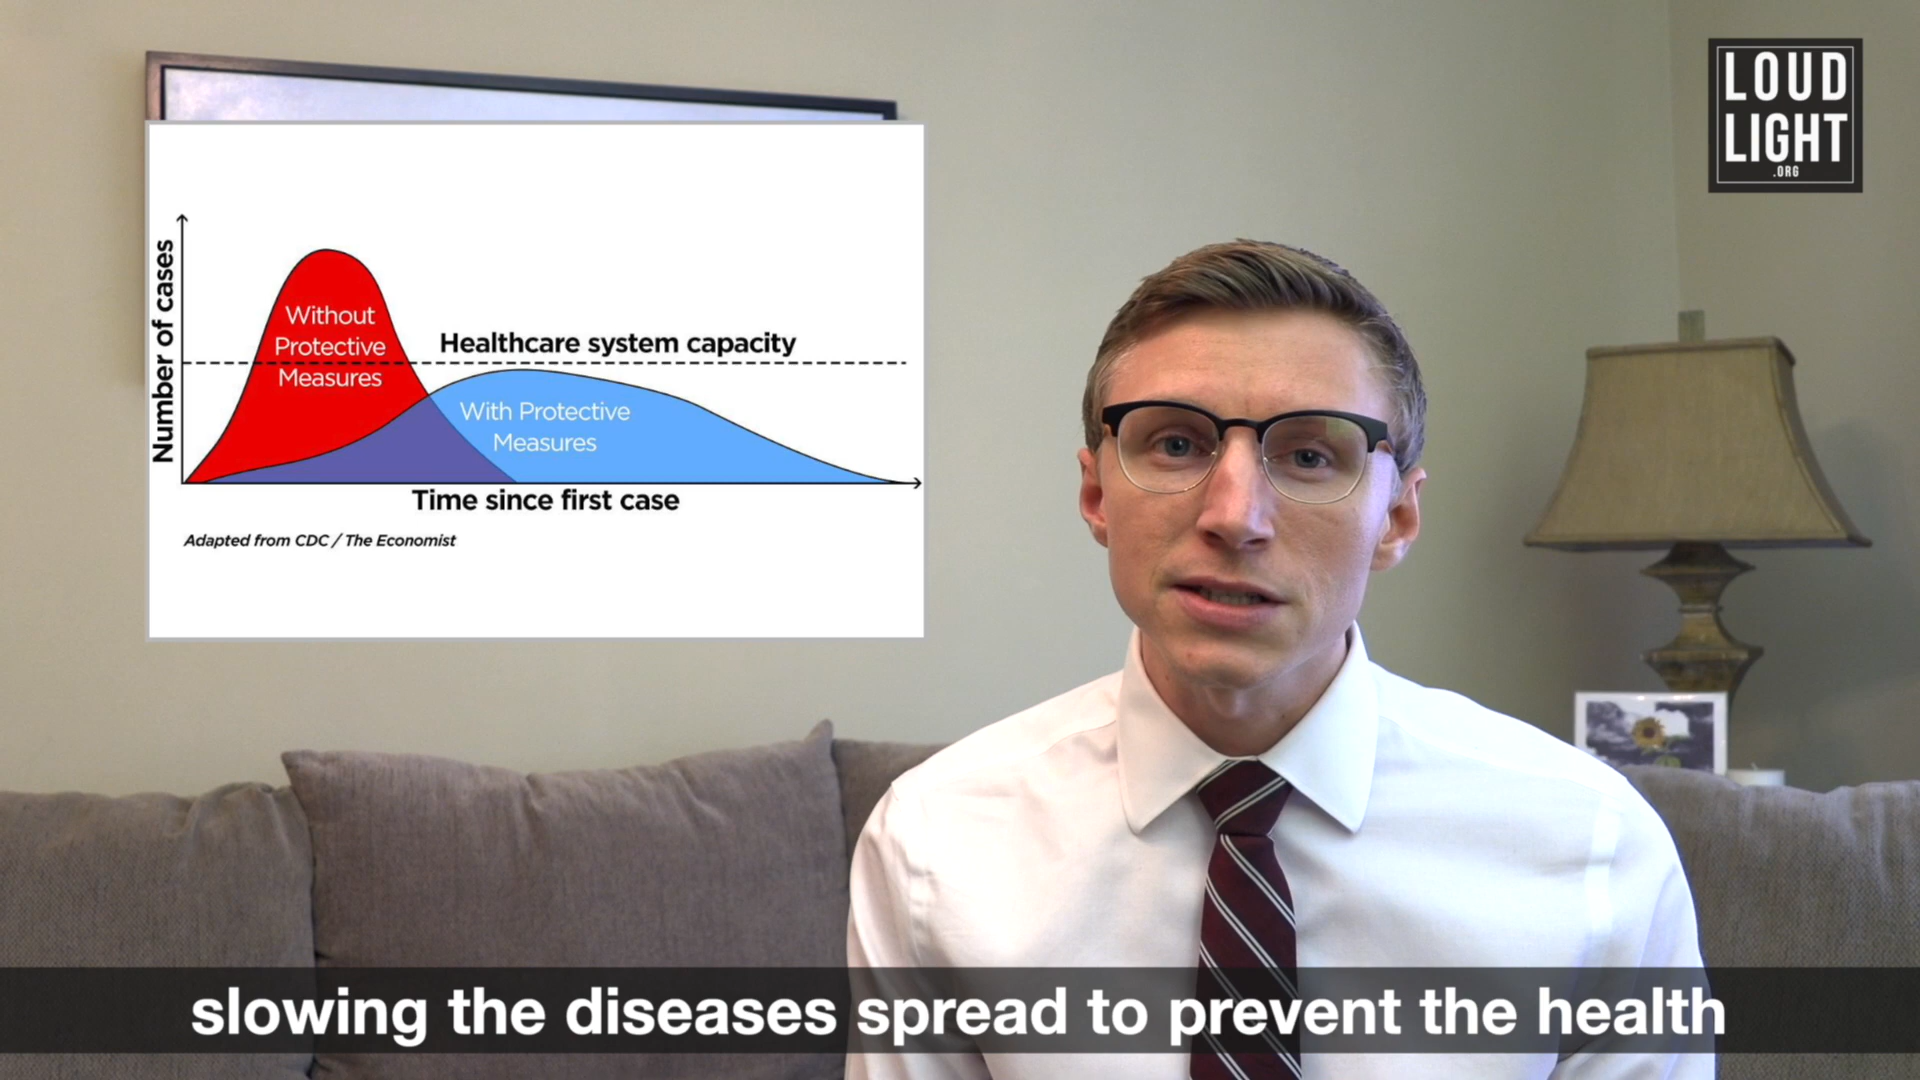 LOUD
LIGHT
.ORG
Number of cases
Without
Protective
Measures
Healthcare system capacity
With Protective
Measures
Time since first case
Adapted from CDC / The Economist
slowing the diseases spread to prevent the health